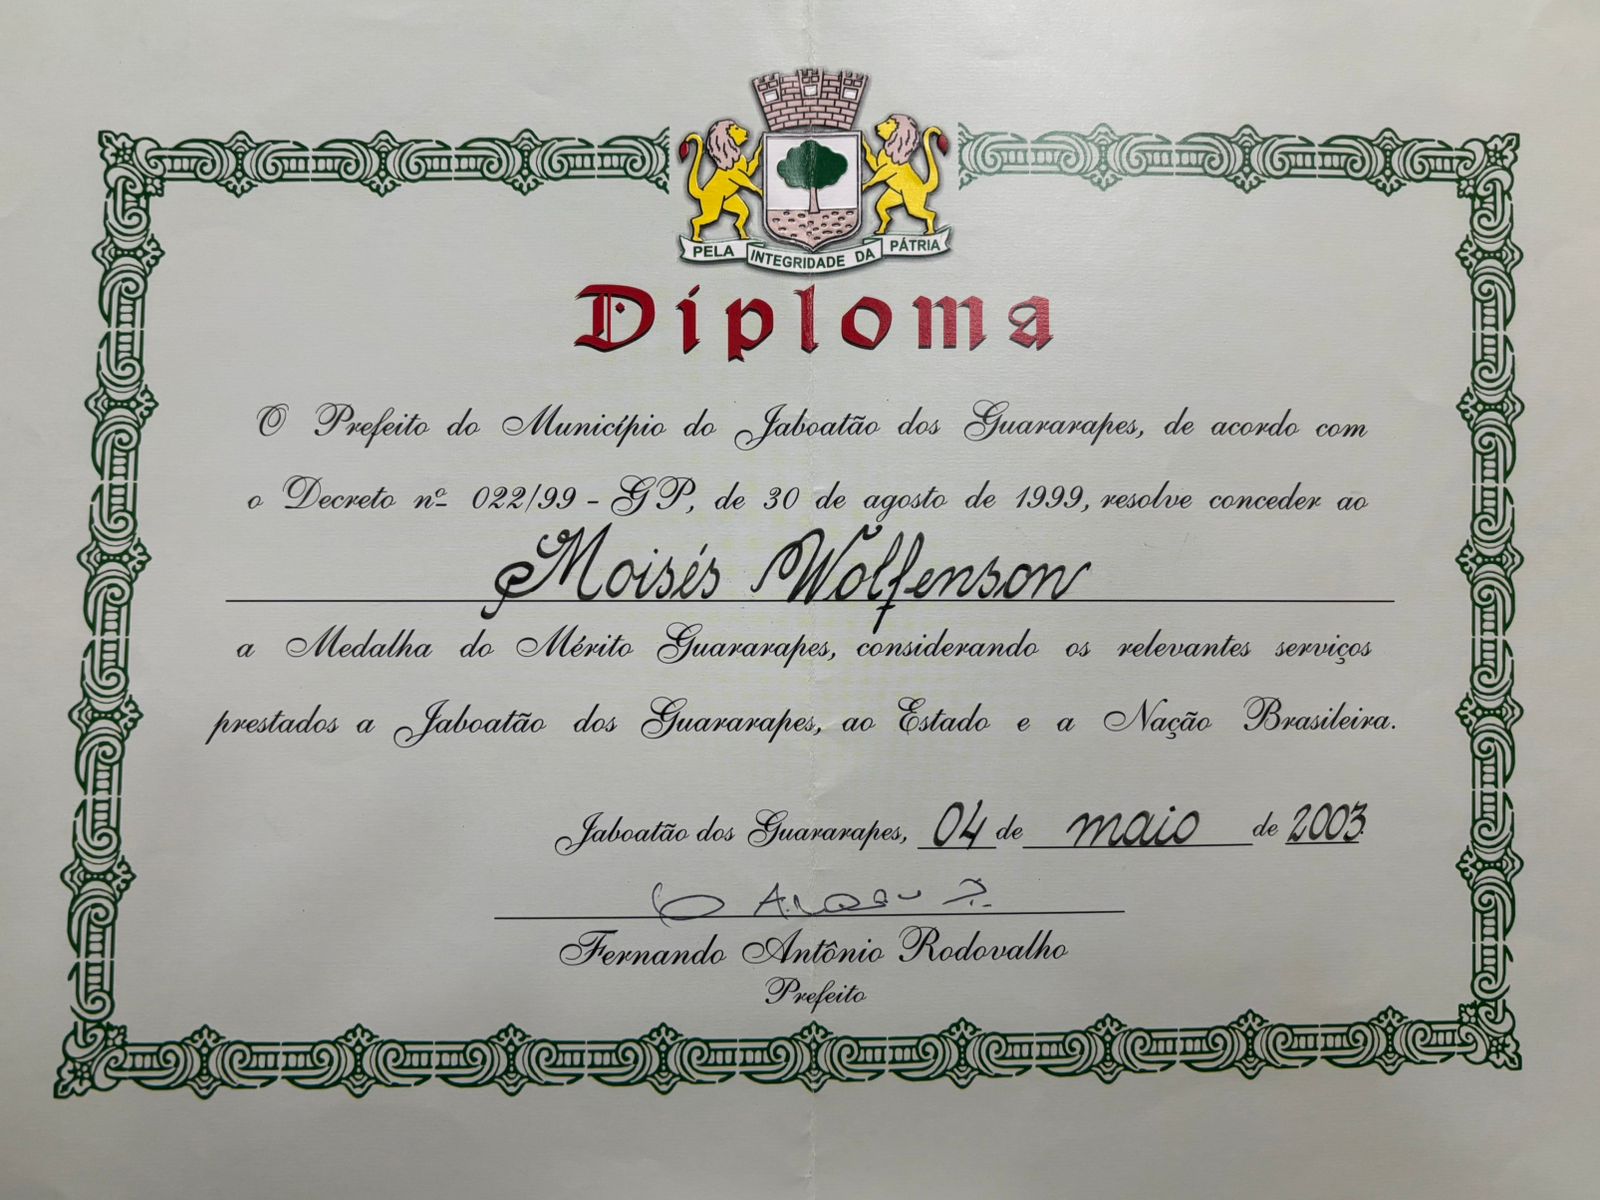 PELA INTEGRIDADE DA PÁTRIA
Diploma
O Prefeito do Município do Jaboatão dos Guararapes, de acordo com
o Decreto nº 022/99 - GP, de 30 de agosto de 1999, resolve conceder ao
Moisés Wolfenson
a Medalha do Mérito Guararapes, considerando os relevantes serviços
prestados a Jaboatão dos Guararapes, ao Estado e a Nação Brasileira.
Jaboatão dos Guararapes, 04 de maio de 2003.
Fernando Antônio Rodovalho
Prefeito